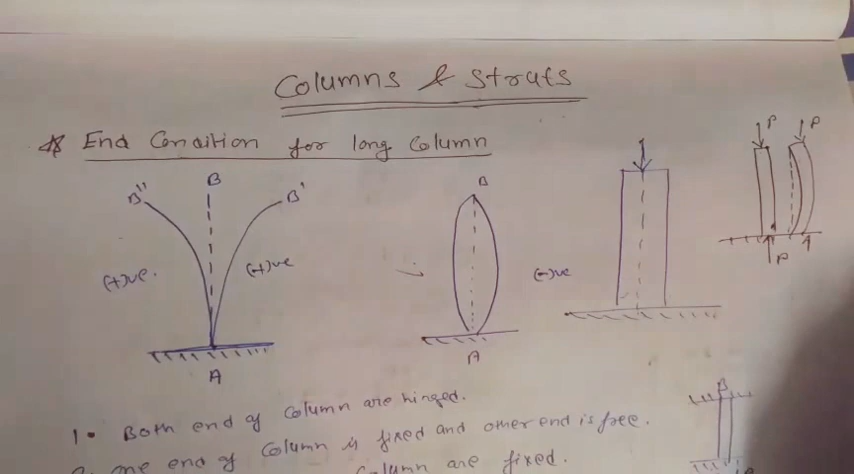 Columns & Struts
* End Condition for long Column
B" B B'
(+)ve. (+)ve
A
B
(-)ve
A
P P
P
B
1. Both end of Column are hinged.
2. one end of Column is fixed and other end is free.
Column are fixed.